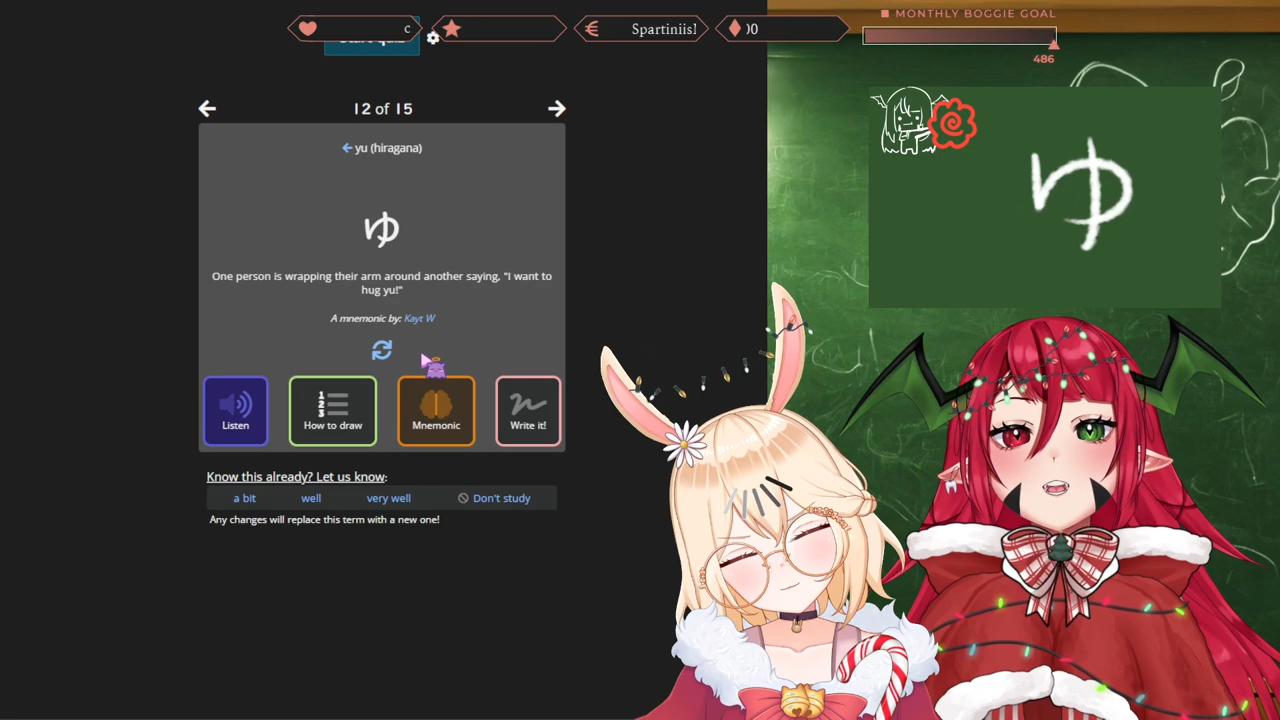 c
Spartiniis
MONTHLY BOGGIE GOAL
486
12 of 15
yu (hiragana)
ゆ
ゆ
One person is wrapping their arm around another saying, "I want to
hug yu!"
A mnemonic by: Kayt W
Listen
How to draw
Mnemonic
Write it!
Know this already? Let us know:
a bit well very well Don't study
Any changes will replace this term with a new one!